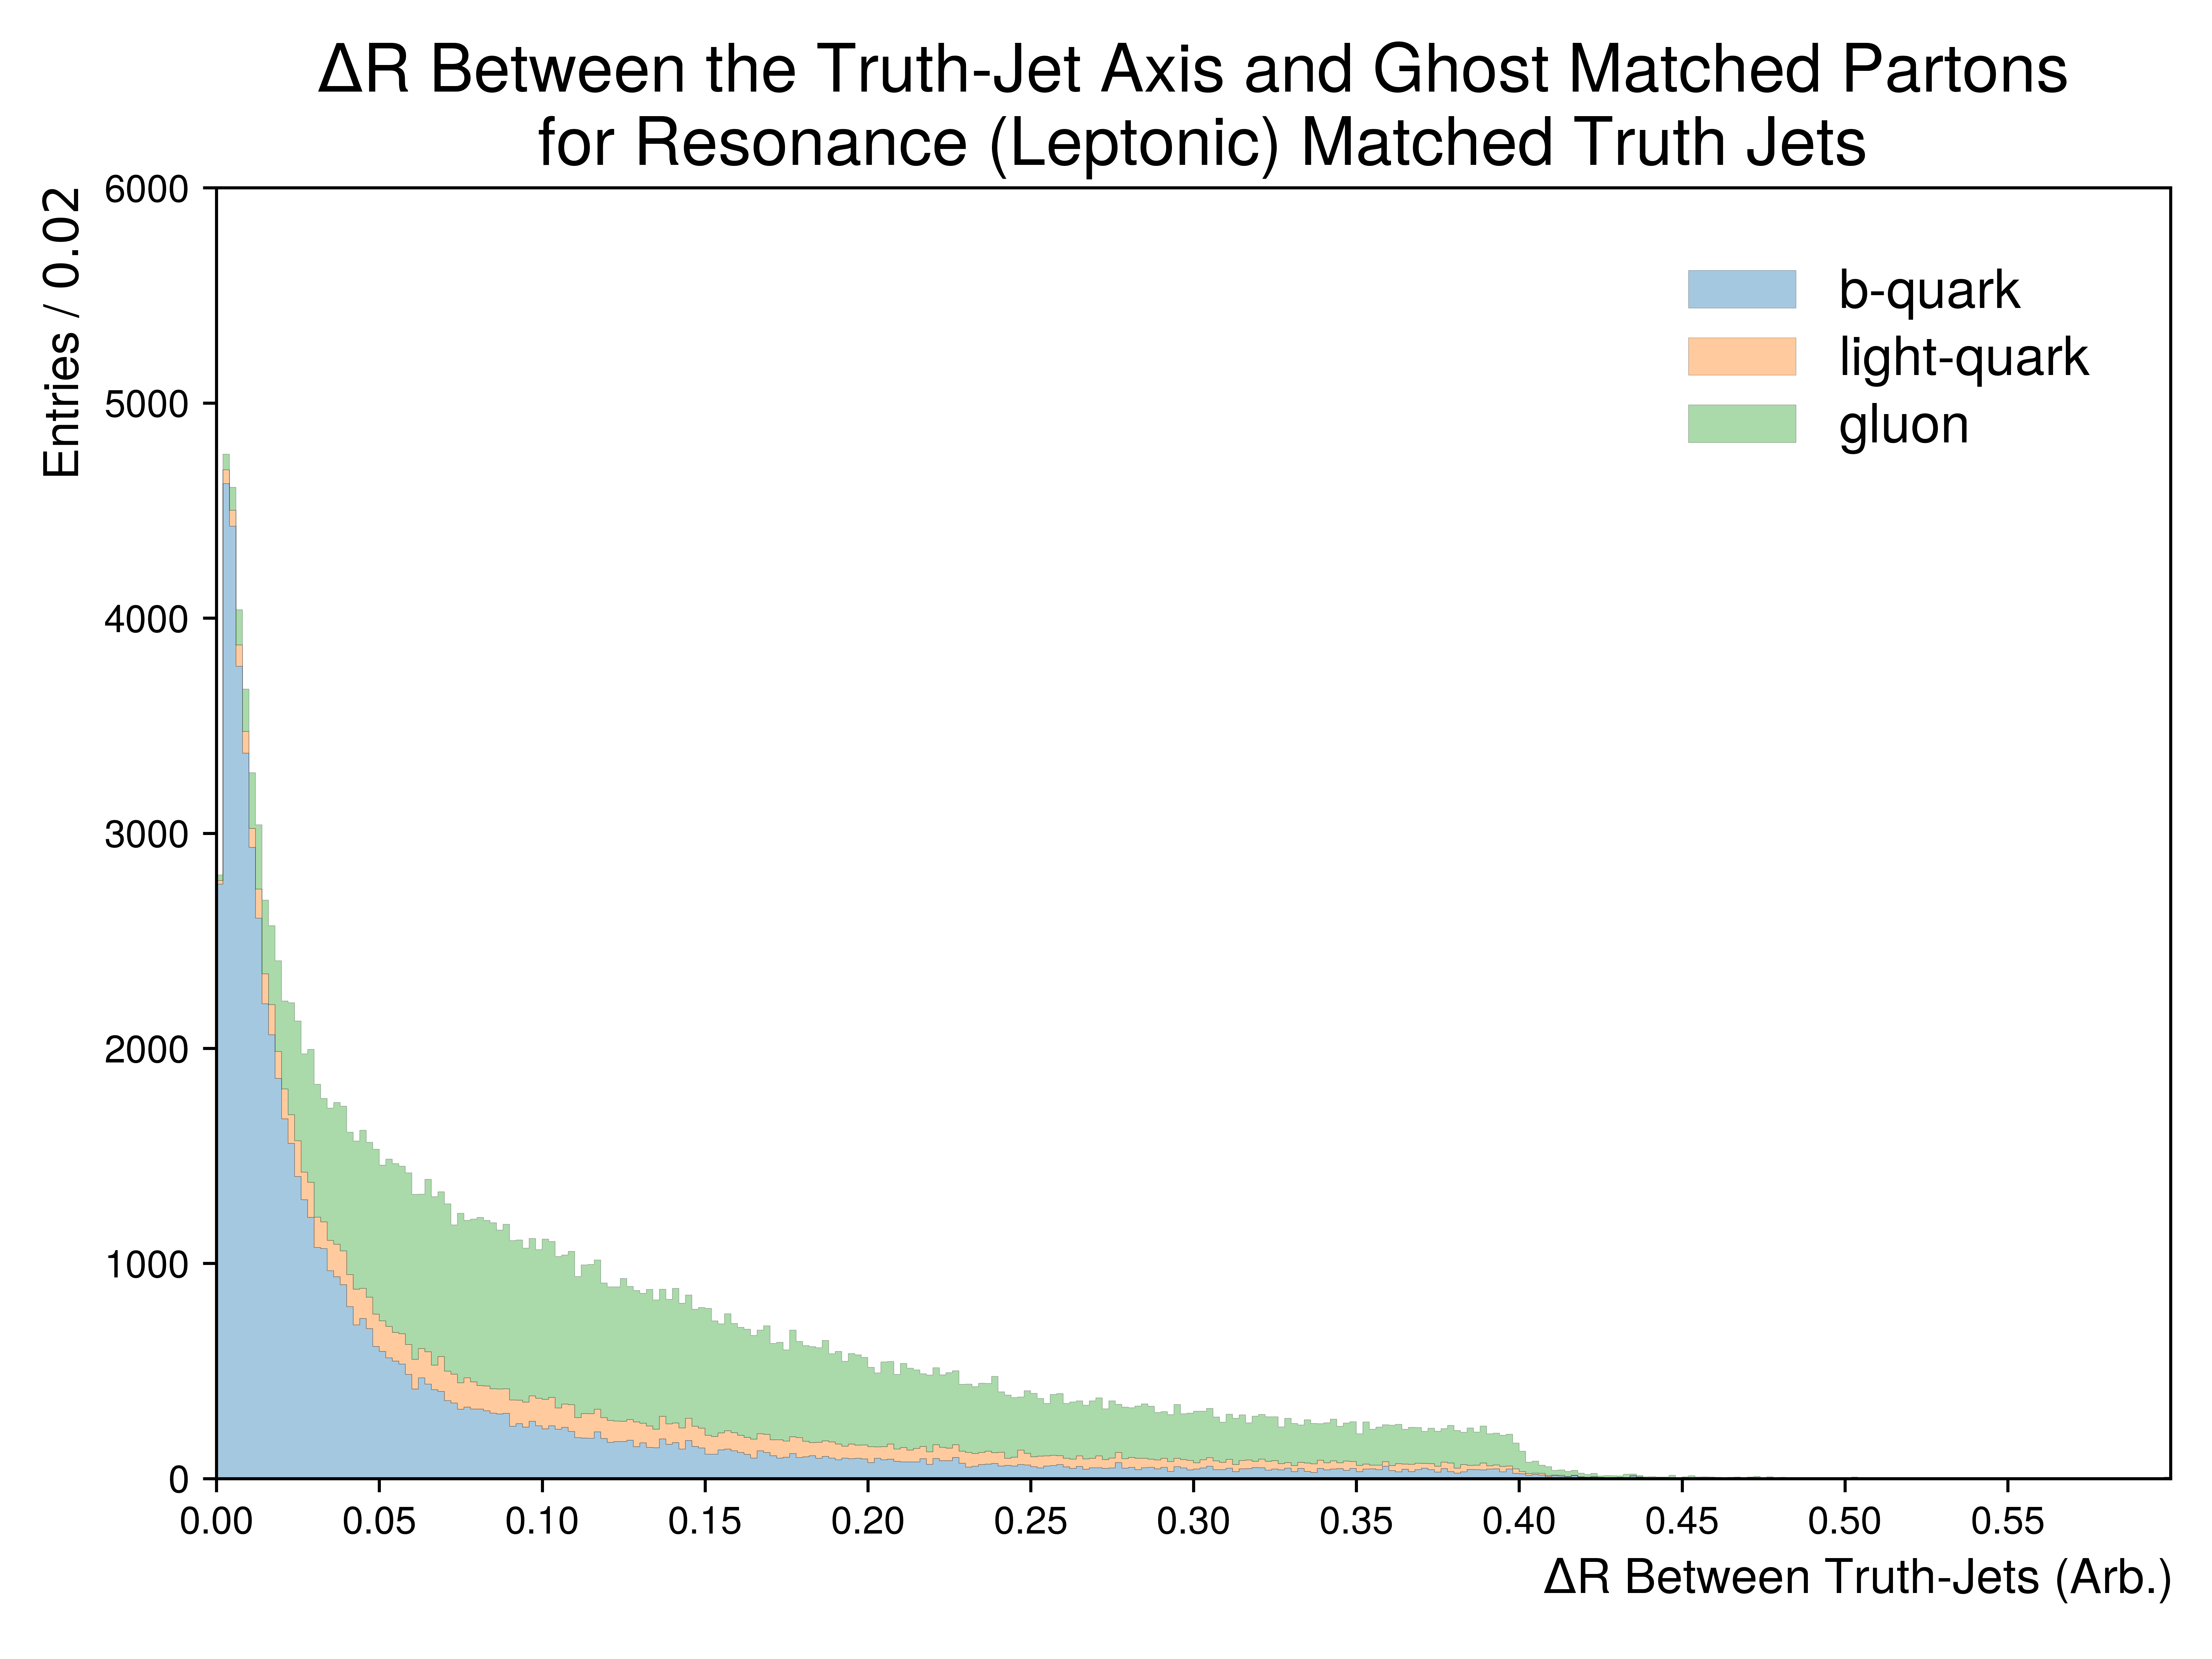 ΔR Between the Truth-Jet Axis and Ghost Matched Partons
for Resonance (Leptonic) Matched Truth Jets
Entries / 0.02
6000
5000
4000
3000
2000
1000
0
b-quark
light-quark
gluon
0.00 0.05 0.10 0.15 0.20 0.25 0.30 0.35 0.40 0.45 0.50 0.55
ΔR Between Truth-Jets (Arb.)